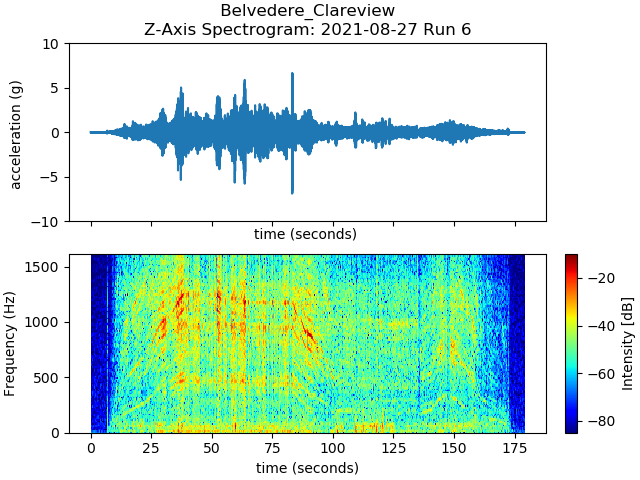 Belvedere_Clareview
Z-Axis Spectrogram: 2021-08-27 Run 6
10
5
0
−5
−10
acceleration (g)
time (seconds)
1500
1000
500
0
Frequency (Hz)
0 25 50 75 100 125 150 175
time (seconds)
−20
−40
−60
−80
Intensity [dB]